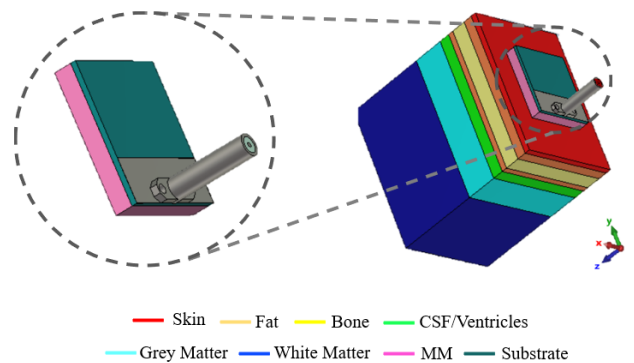 y
x
z
Skin Fat Bone CSF/Ventricles
Grey Matter White Matter MM Substrate